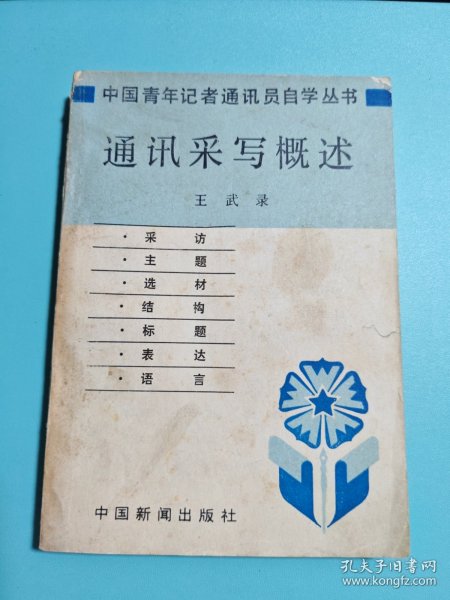 中国青年记者通讯员自学丛书
通讯采写概述
王武录
·采访
·主题
·选材
·结构
·标题
·表达
·语言
中国新闻出版社
孔夫子旧书网
www.kongfz.com